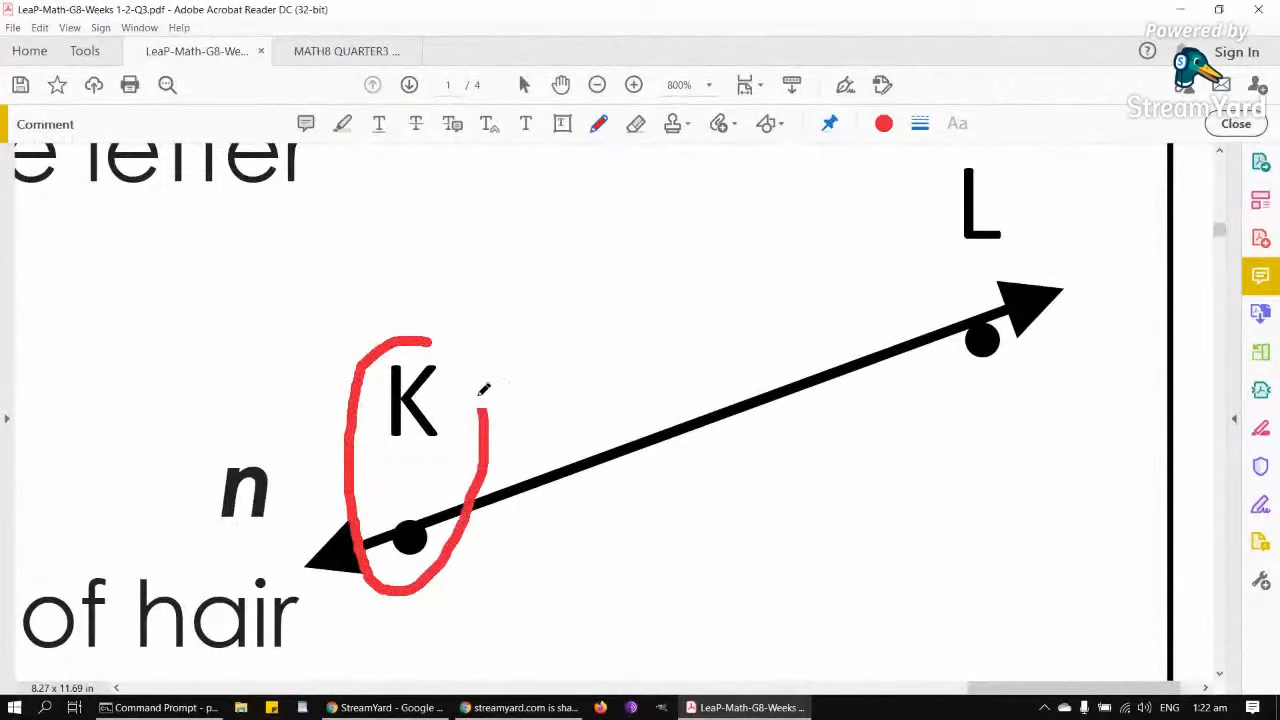 LeaP-Math-G8-Weeks 1-2-Q3.pdf - Adobe Acrobat Reader DC (32-bit)
File Edit View Sign Window Help
Powered by
StreamYard
Home Tools LeaP-Math-G8-Wee... × MATH8 QUARTER3 ... Sign In
1 / 4 800%
Comment Aa Close
e letter
L
K
n
of hair
8.27 x 11.69 in
Command Prompt - p... StreamYard - Google ... streamyard.com is sha... LeaP-Math-G8-Weeks ... 1:22 am